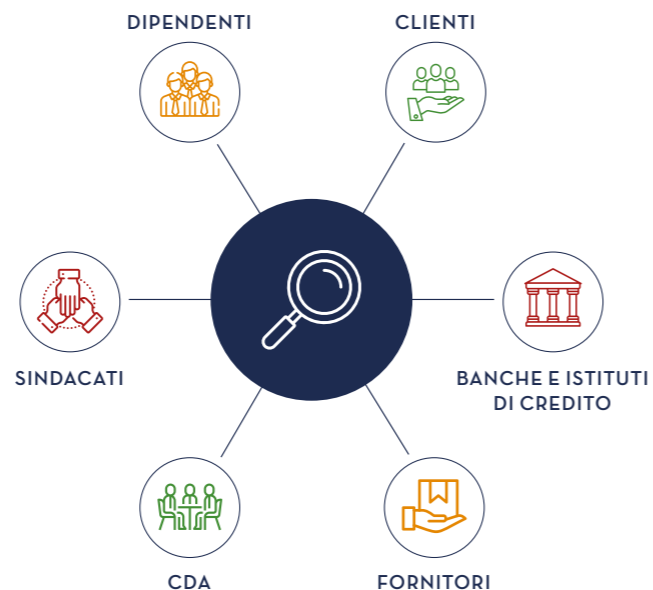 DIPENDENTI
CLIENTI
SINDACATI
BANCHE E ISTITUTI
DI CREDITO
CDA
FORNITORI